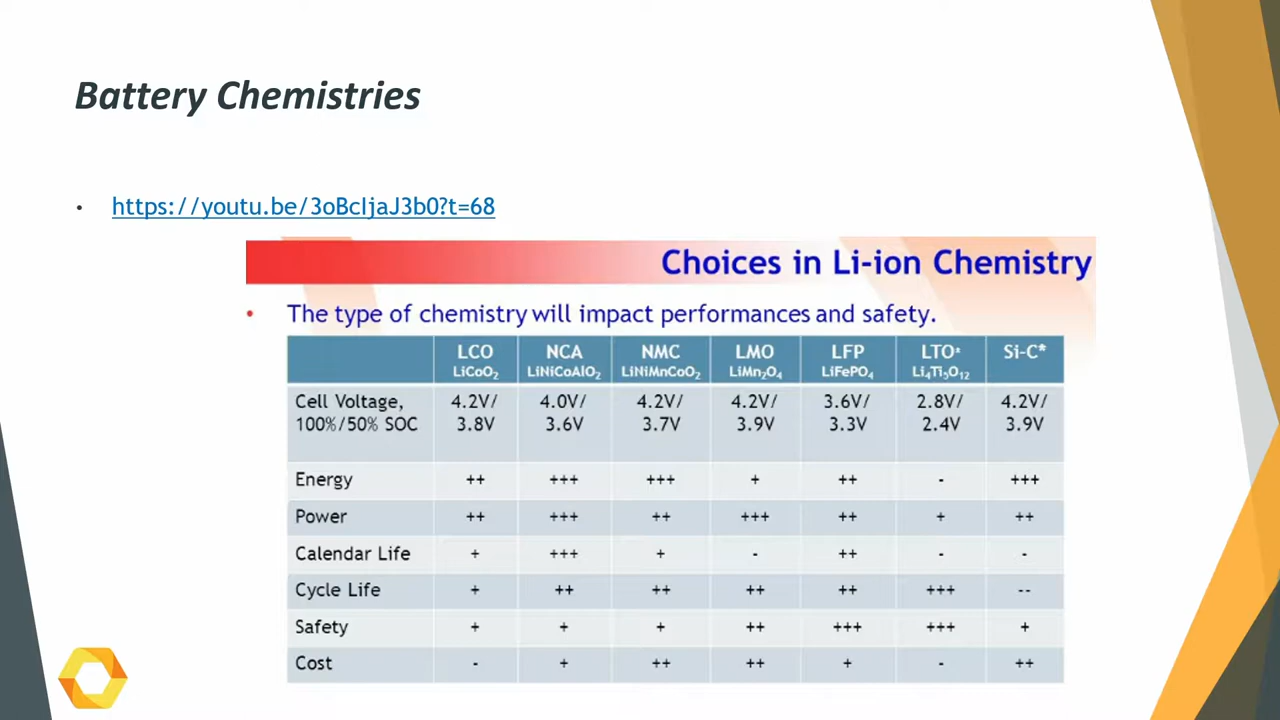 Battery Chemistries
• https://youtu.be/3oBcIjaJ3b0?t=68
Choices in Li-ion Chemistry
• The type of chemistry will impact performances and safety.
LCO NCA NMC LMO LFP LTO* Si-C*
LiCoO₂ LiNiCoAlO₂ LiNiMnCoO₂ LiMn₂O₄ LiFePO₄ Li₄Ti₅O₁₂
Cell Voltage, 4.2V/ 4.0V/ 4.2V/ 4.2V/ 3.6V/ 2.8V/ 4.2V/
100%/50% SOC 3.8V 3.6V 3.7V 3.9V 3.3V 2.4V 3.9V
Energy ++ +++ +++ + ++ - +++
Power ++ +++ ++ +++ ++ + ++
Calendar Life + +++ + - ++ - -
Cycle Life + ++ ++ ++ ++ +++ --
Safety + + + ++ +++ +++ +
Cost - + ++ ++ + - ++